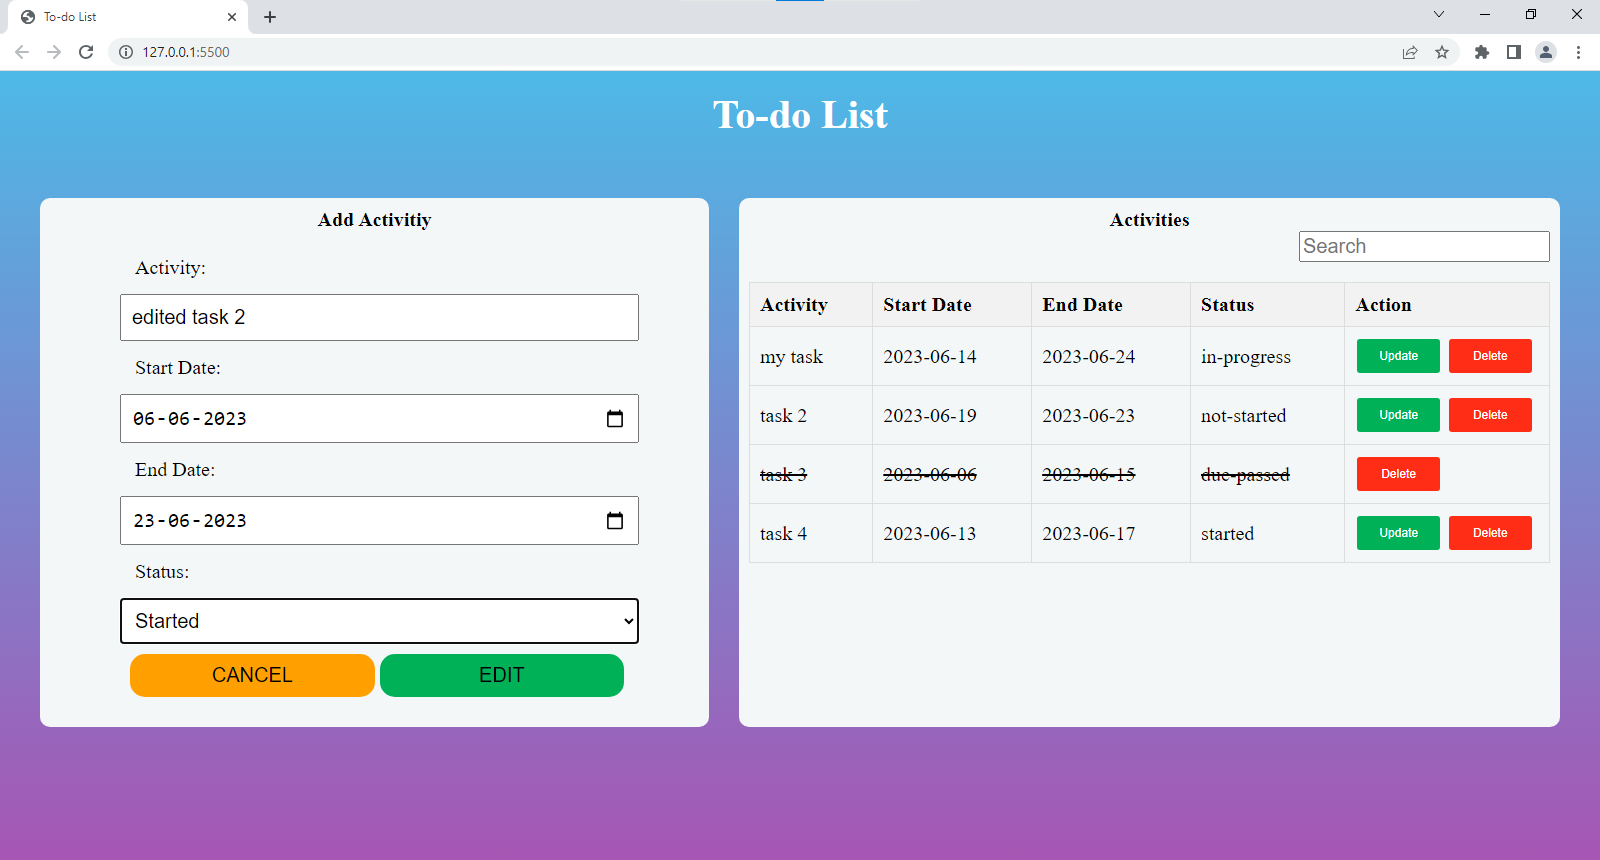 To-do List
127.0.0.1:5500
To-do List
Add Activitiy
Activity:
edited task 2
Start Date:
06-06-2023
End Date:
23-06-2023
Status:
Started
CANCEL EDIT
Activities
Search
Activity Start Date End Date Status Action
my task 2023-06-14 2023-06-24 in-progress Update Delete
task 2 2023-06-19 2023-06-23 not-started Update Delete
task 3 2023-06-06 2023-06-15 due-passed Delete
task 4 2023-06-13 2023-06-17 started Update Delete